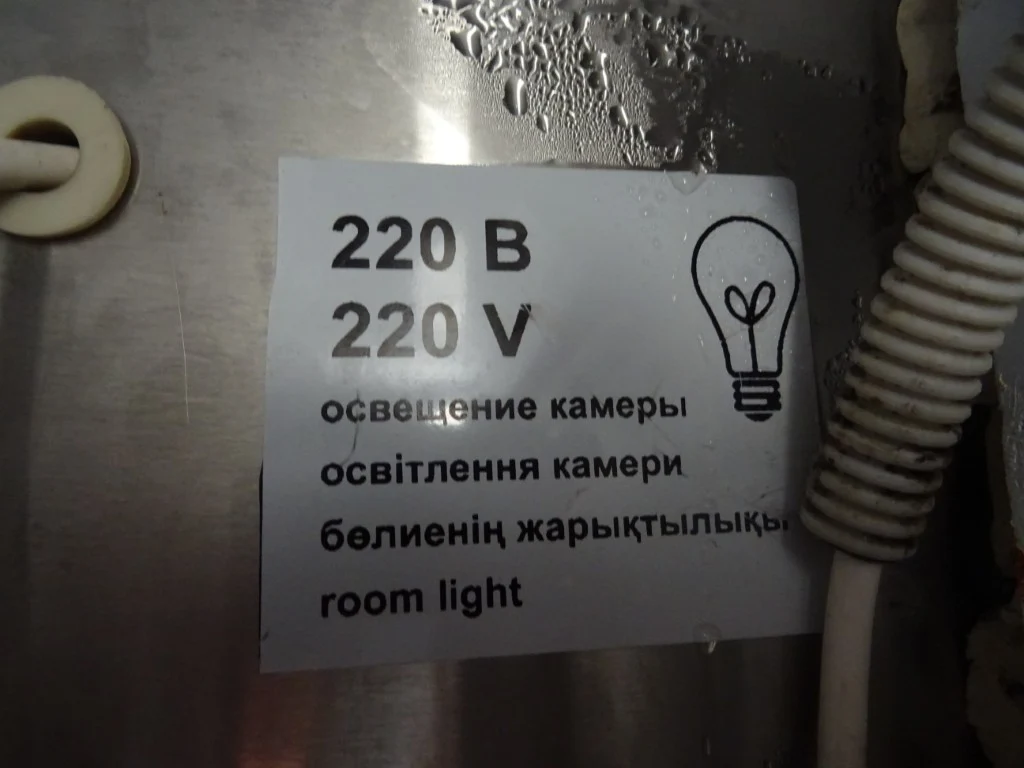 220 В
220 V
освещение камеры
освітлення камери
бөлиенің жарықтылықы
room light